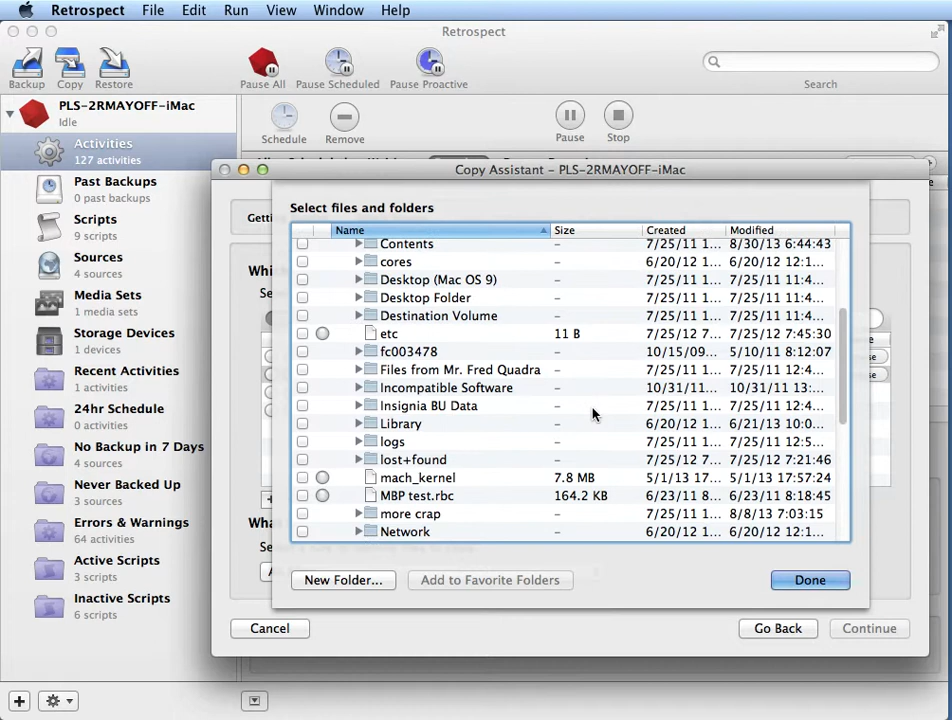 Retrospect File Edit Run View Window Help
Retrospect
Backup Copy Restore Pause All Pause Scheduled Pause Proactive Search
PLS-2RMAYOFF-iMac
Idle
Schedule Remove Pause Stop
Activities
127 activities
Past Backups
0 past backups
Scripts
9 scripts
Sources
4 sources
Media Sets
1 media sets
Storage Devices
1 devices
Recent Activities
1 activities
24hr Schedule
0 activities
No Backup in 7 Days
4 sources
Never Backed Up
3 sources
Errors & Warnings
64 activities
Active Scripts
3 scripts
Inactive Scripts
6 scripts
Copy Assistant – PLS-2RMAYOFF-iMac
Select files and folders
Name Size Created Modified
Contents – 7/25/11 1... 8/30/13 6:44:43
cores – 6/20/12 1... 6/20/12 12:1...
Desktop (Mac OS 9) – 7/25/11 1... 7/25/11 11:4...
Desktop Folder – 7/25/11 1... 7/25/11 11:4...
Destination Volume – 7/25/11 1... 7/25/11 11:4...
etc 11 B 7/25/12 7... 7/25/12 7:45:30
fc003478 – 10/15/09... 5/10/11 8:12:07
Files from Mr. Fred Quadra – 7/25/11 1... 7/25/11 12:4...
Incompatible Software – 10/31/11... 10/31/11 13:...
Insignia BU Data – 7/25/11 1... 7/25/11 12:4...
Library – 6/20/12 1... 6/21/13 10:0...
logs – 7/25/11 1... 7/25/11 12:5...
lost+found – 7/25/12 7... 7/25/12 7:21:46
mach_kernel 7.8 MB 5/1/13 17... 5/1/13 17:57:24
MBP test.rbc 164.2 KB 6/23/11 8... 6/23/11 8:18:45
more crap – 7/25/11 1... 8/8/13 7:03:15
Network – 6/20/12 1... 6/20/12 12:1...
New Folder... Add to Favorite Folders Done
Cancel Go Back Continue